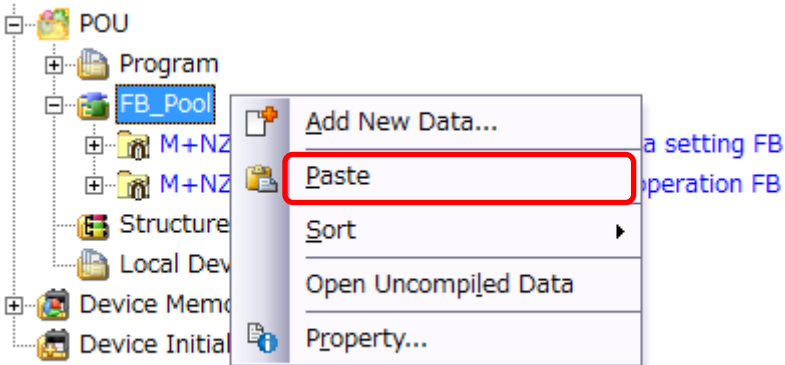 POU
Program
FB_Pool
Add New Data...
M+NZ a setting FB
Paste
M+NZ operation FB
Structure
Sort
Local Dev
Open Uncompiled Data
Device Memo
Device Initial
Property...